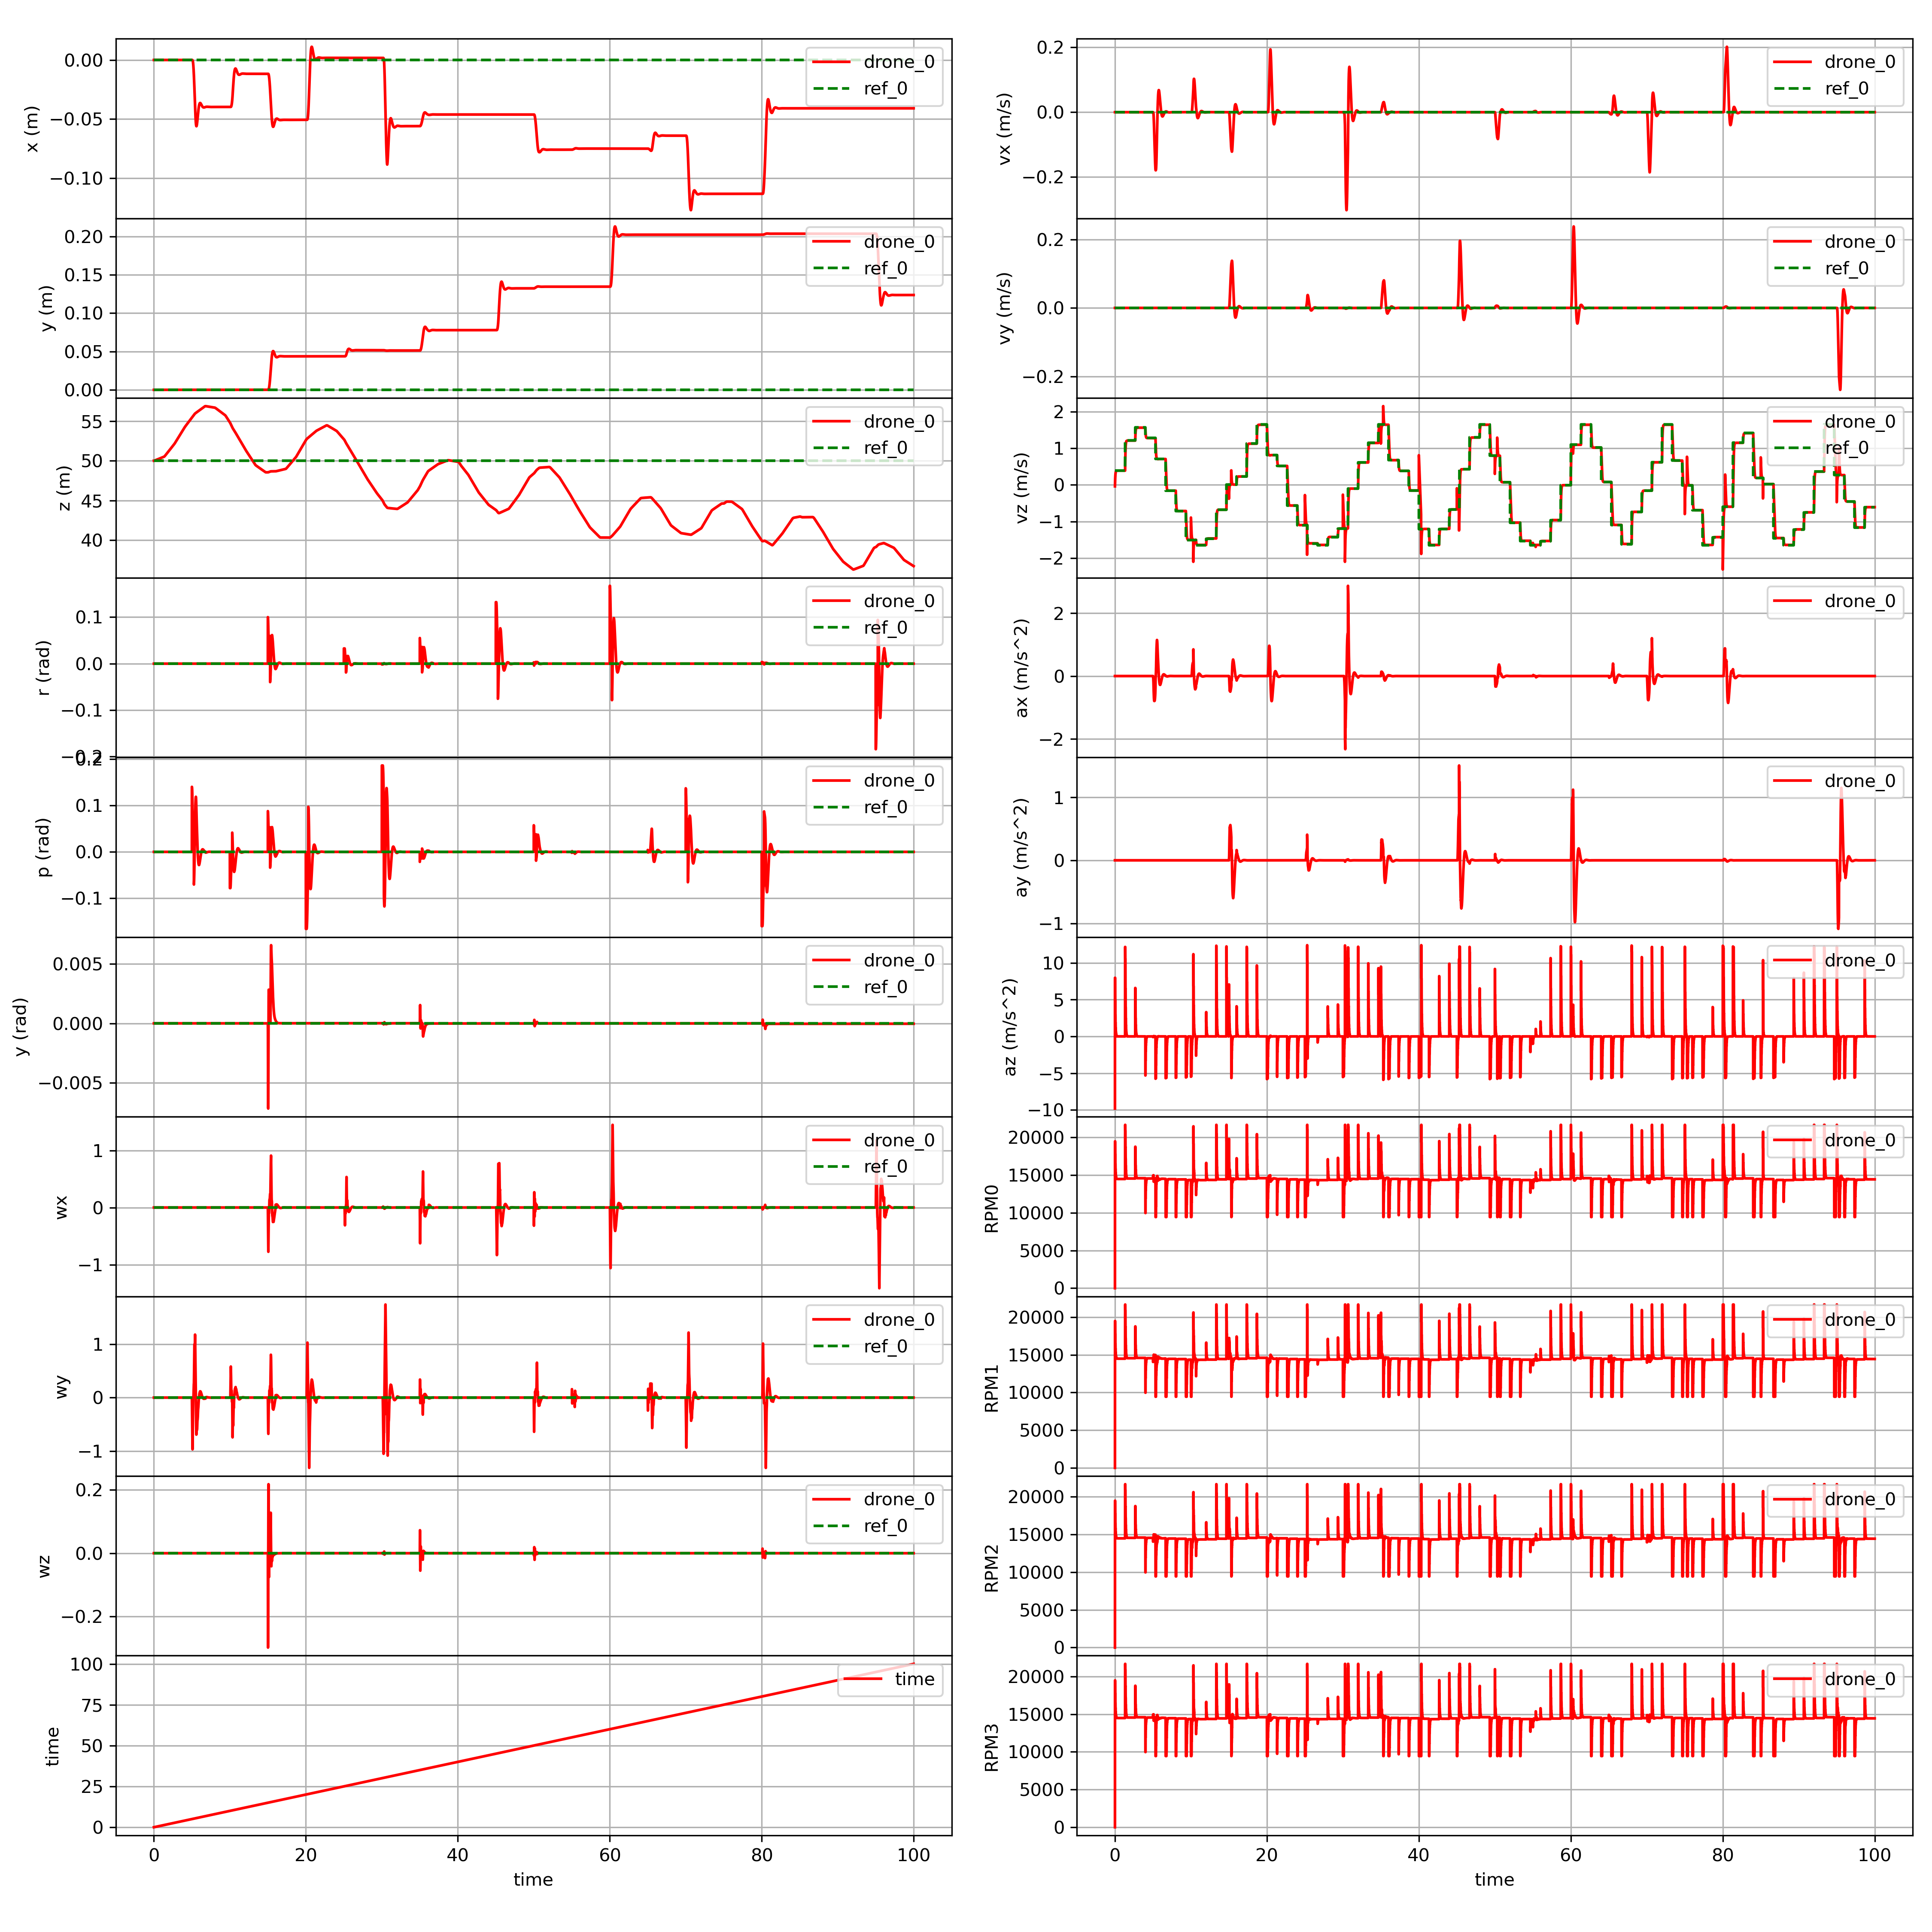 0.00
−0.05
−0.10
x (m)
drone_0
ref_0
0.20
0.15
0.10
0.05
0.00
y (m)
drone_0
ref_0
55
50
45
40
z (m)
drone_0
ref_0
0.1
0.0
−0.1
−0.2
r (rad)
drone_0
ref_0
0.2
0.1
0.0
−0.1
p (rad)
drone_0
ref_0
0.005
0.000
−0.005
y (rad)
drone_0
ref_0
1
0
−1
wx
drone_0
ref_0
1
0
−1
wy
drone_0
ref_0
0.2
0.0
−0.2
wz
drone_0
ref_0
100
75
50
25
0
time
time
0 20 40 60 80 100
time
0.2
0.0
−0.2
vx (m/s)
drone_0
ref_0
0.2
0.0
−0.2
vy (m/s)
drone_0
ref_0
2
1
0
−1
−2
vz (m/s)
drone_0
ref_0
2
0
−2
ax (m/s^2)
drone_0
1
0
−1
ay (m/s^2)
drone_0
10
5
0
−5
−10
az (m/s^2)
drone_0
20000
15000
10000
5000
0
RPM0
drone_0
20000
15000
10000
5000
0
RPM1
drone_0
20000
15000
10000
5000
0
RPM2
drone_0
20000
15000
10000
5000
0
RPM3
drone_0
0 20 40 60 80 100
time